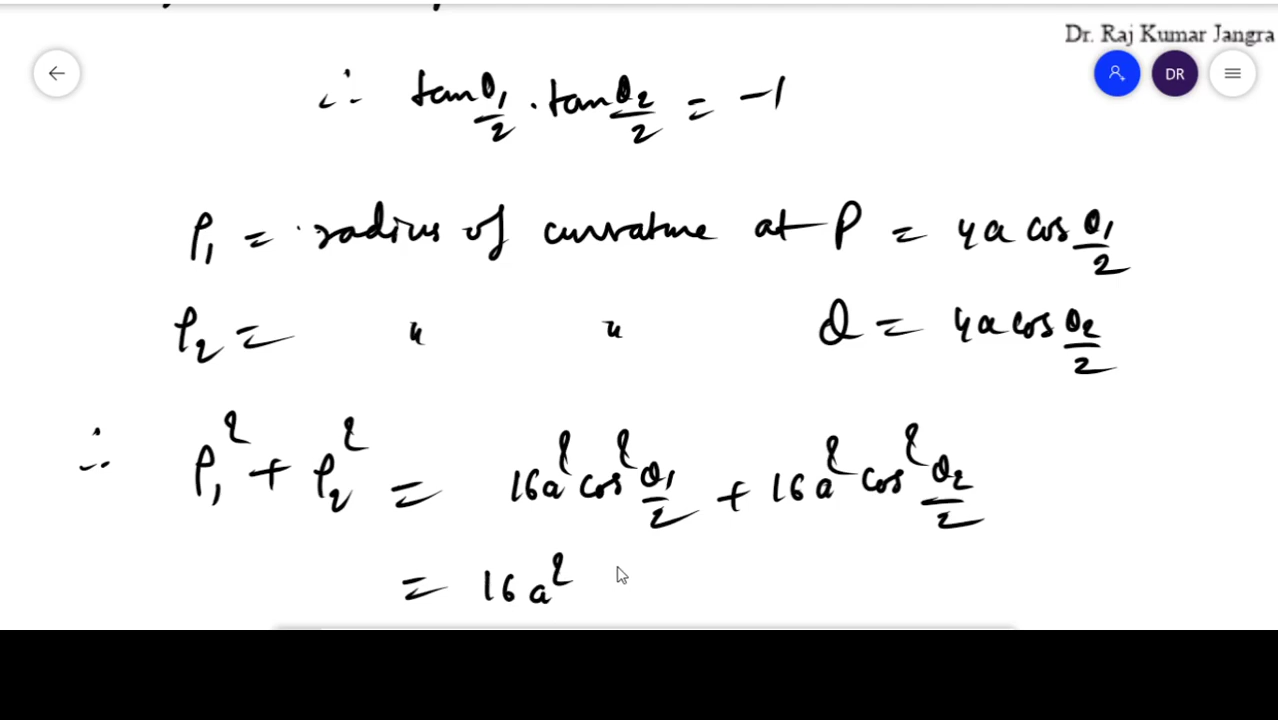 Dr. Raj Kumar Jangra
DR
∴ tan θ₁/2 . tan θ₂/2 = -1
ρ₁ = radius of curvature at P = 4a cos θ₁/2
ρ₂ = " " Q = 4a cos θ₂/2
∴ ρ₁² + ρ₂² = 16a² cos² θ₁/2 + 16a² cos² θ₂/2
= 16a²